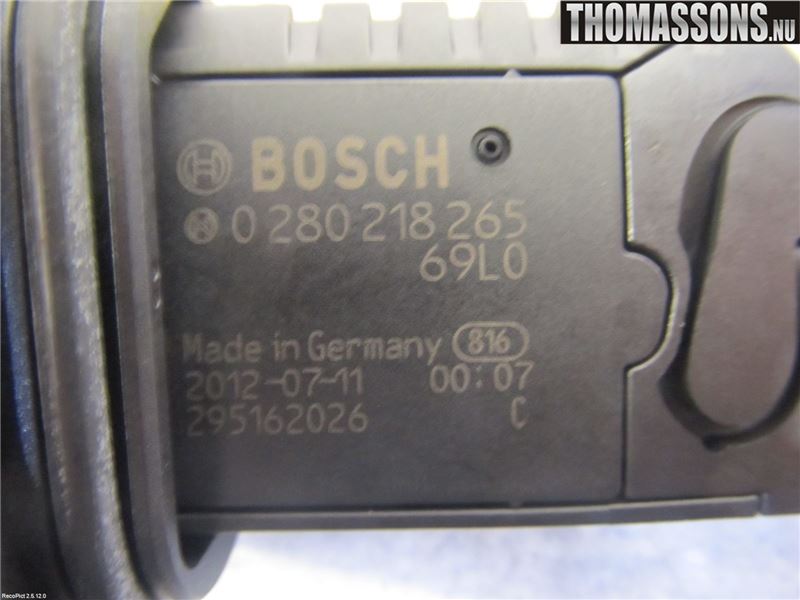 THOMASSONS.NU
BOSCH
0 280 218 265
69L0
Made in Germany 816
2012-07-11 00:07
295162026 C
RecoPict 2.5.12.0